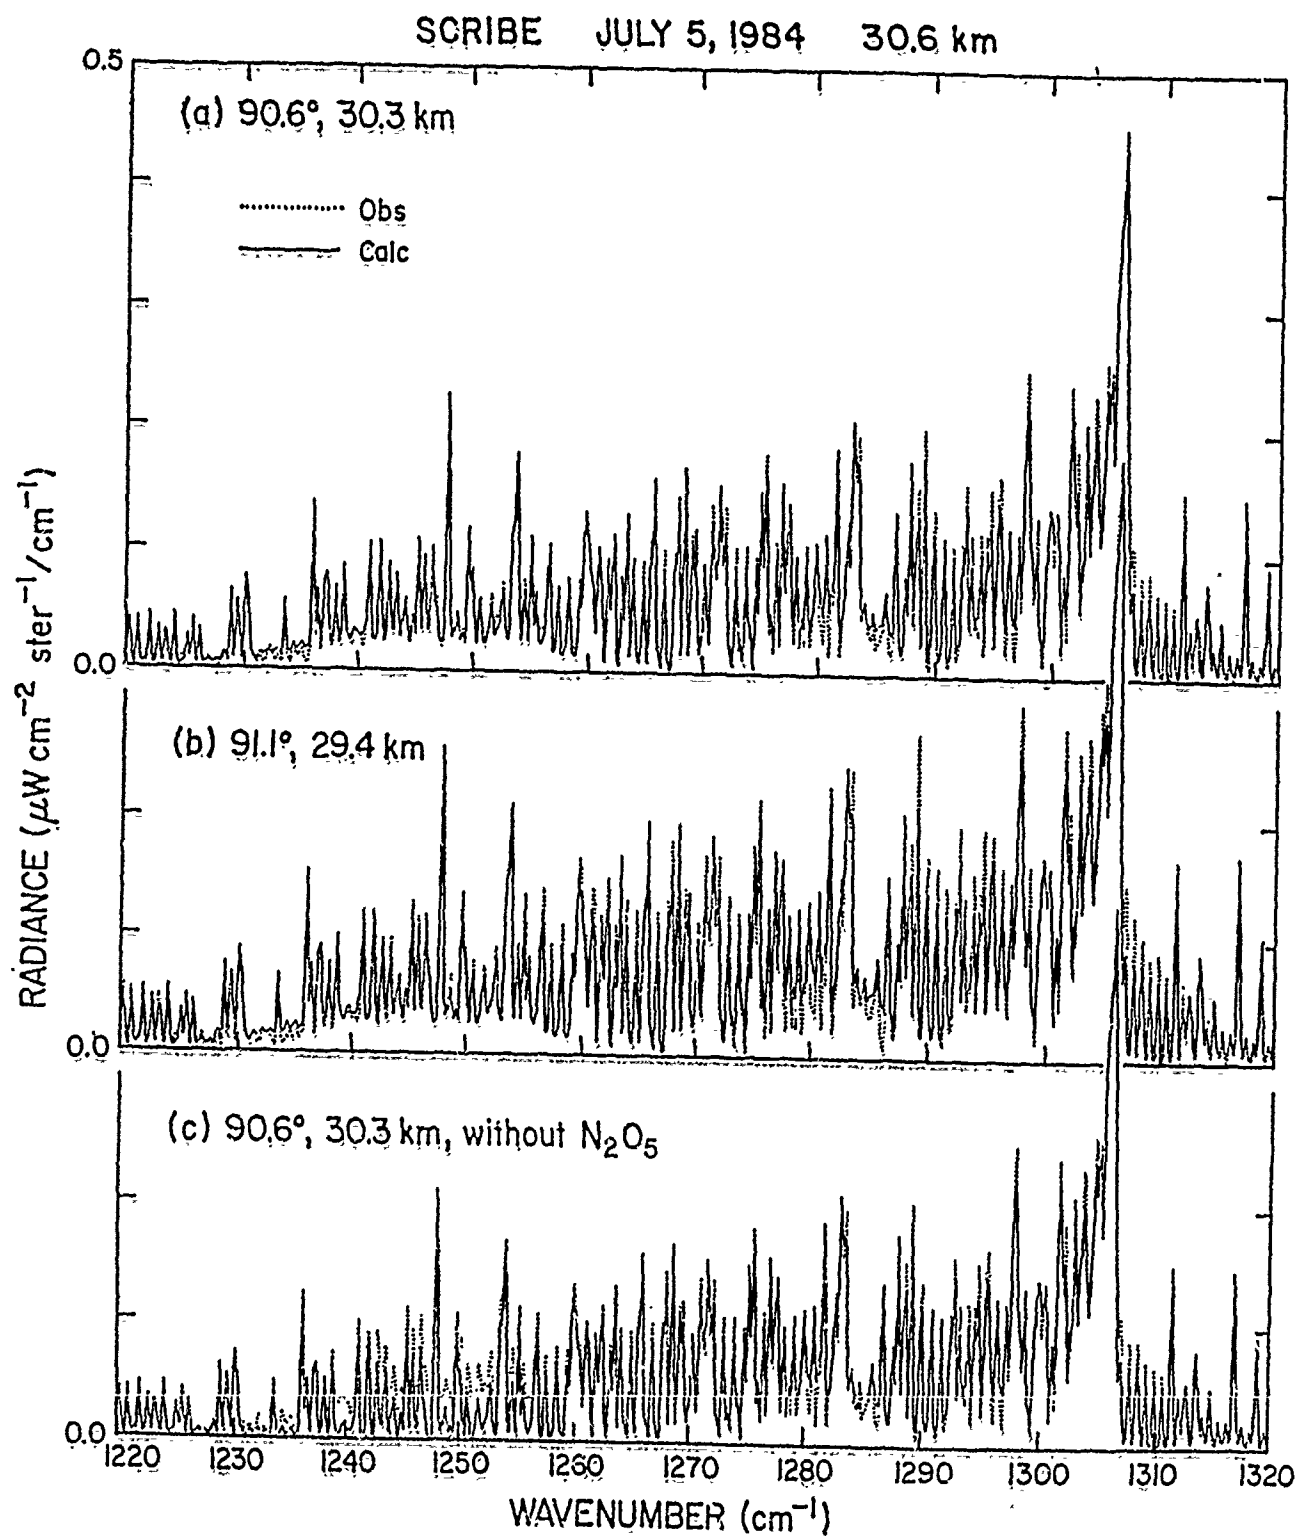 SCRIBE JULY 5, 1984 30.6 km
0.5
(a) 90.6°, 30.3 km
Obs
Calc
0.0
(b) 91.1°, 29.4 km
0.0
(c) 90.6°, 30.3 km, without N₂O₅
0.0
RADIANCE (μW cm⁻² ster⁻¹/cm⁻¹)
1220 1230 1240 1250 1260 1270 1280 1290 1300 1310 1320
WAVENUMBER (cm⁻¹)